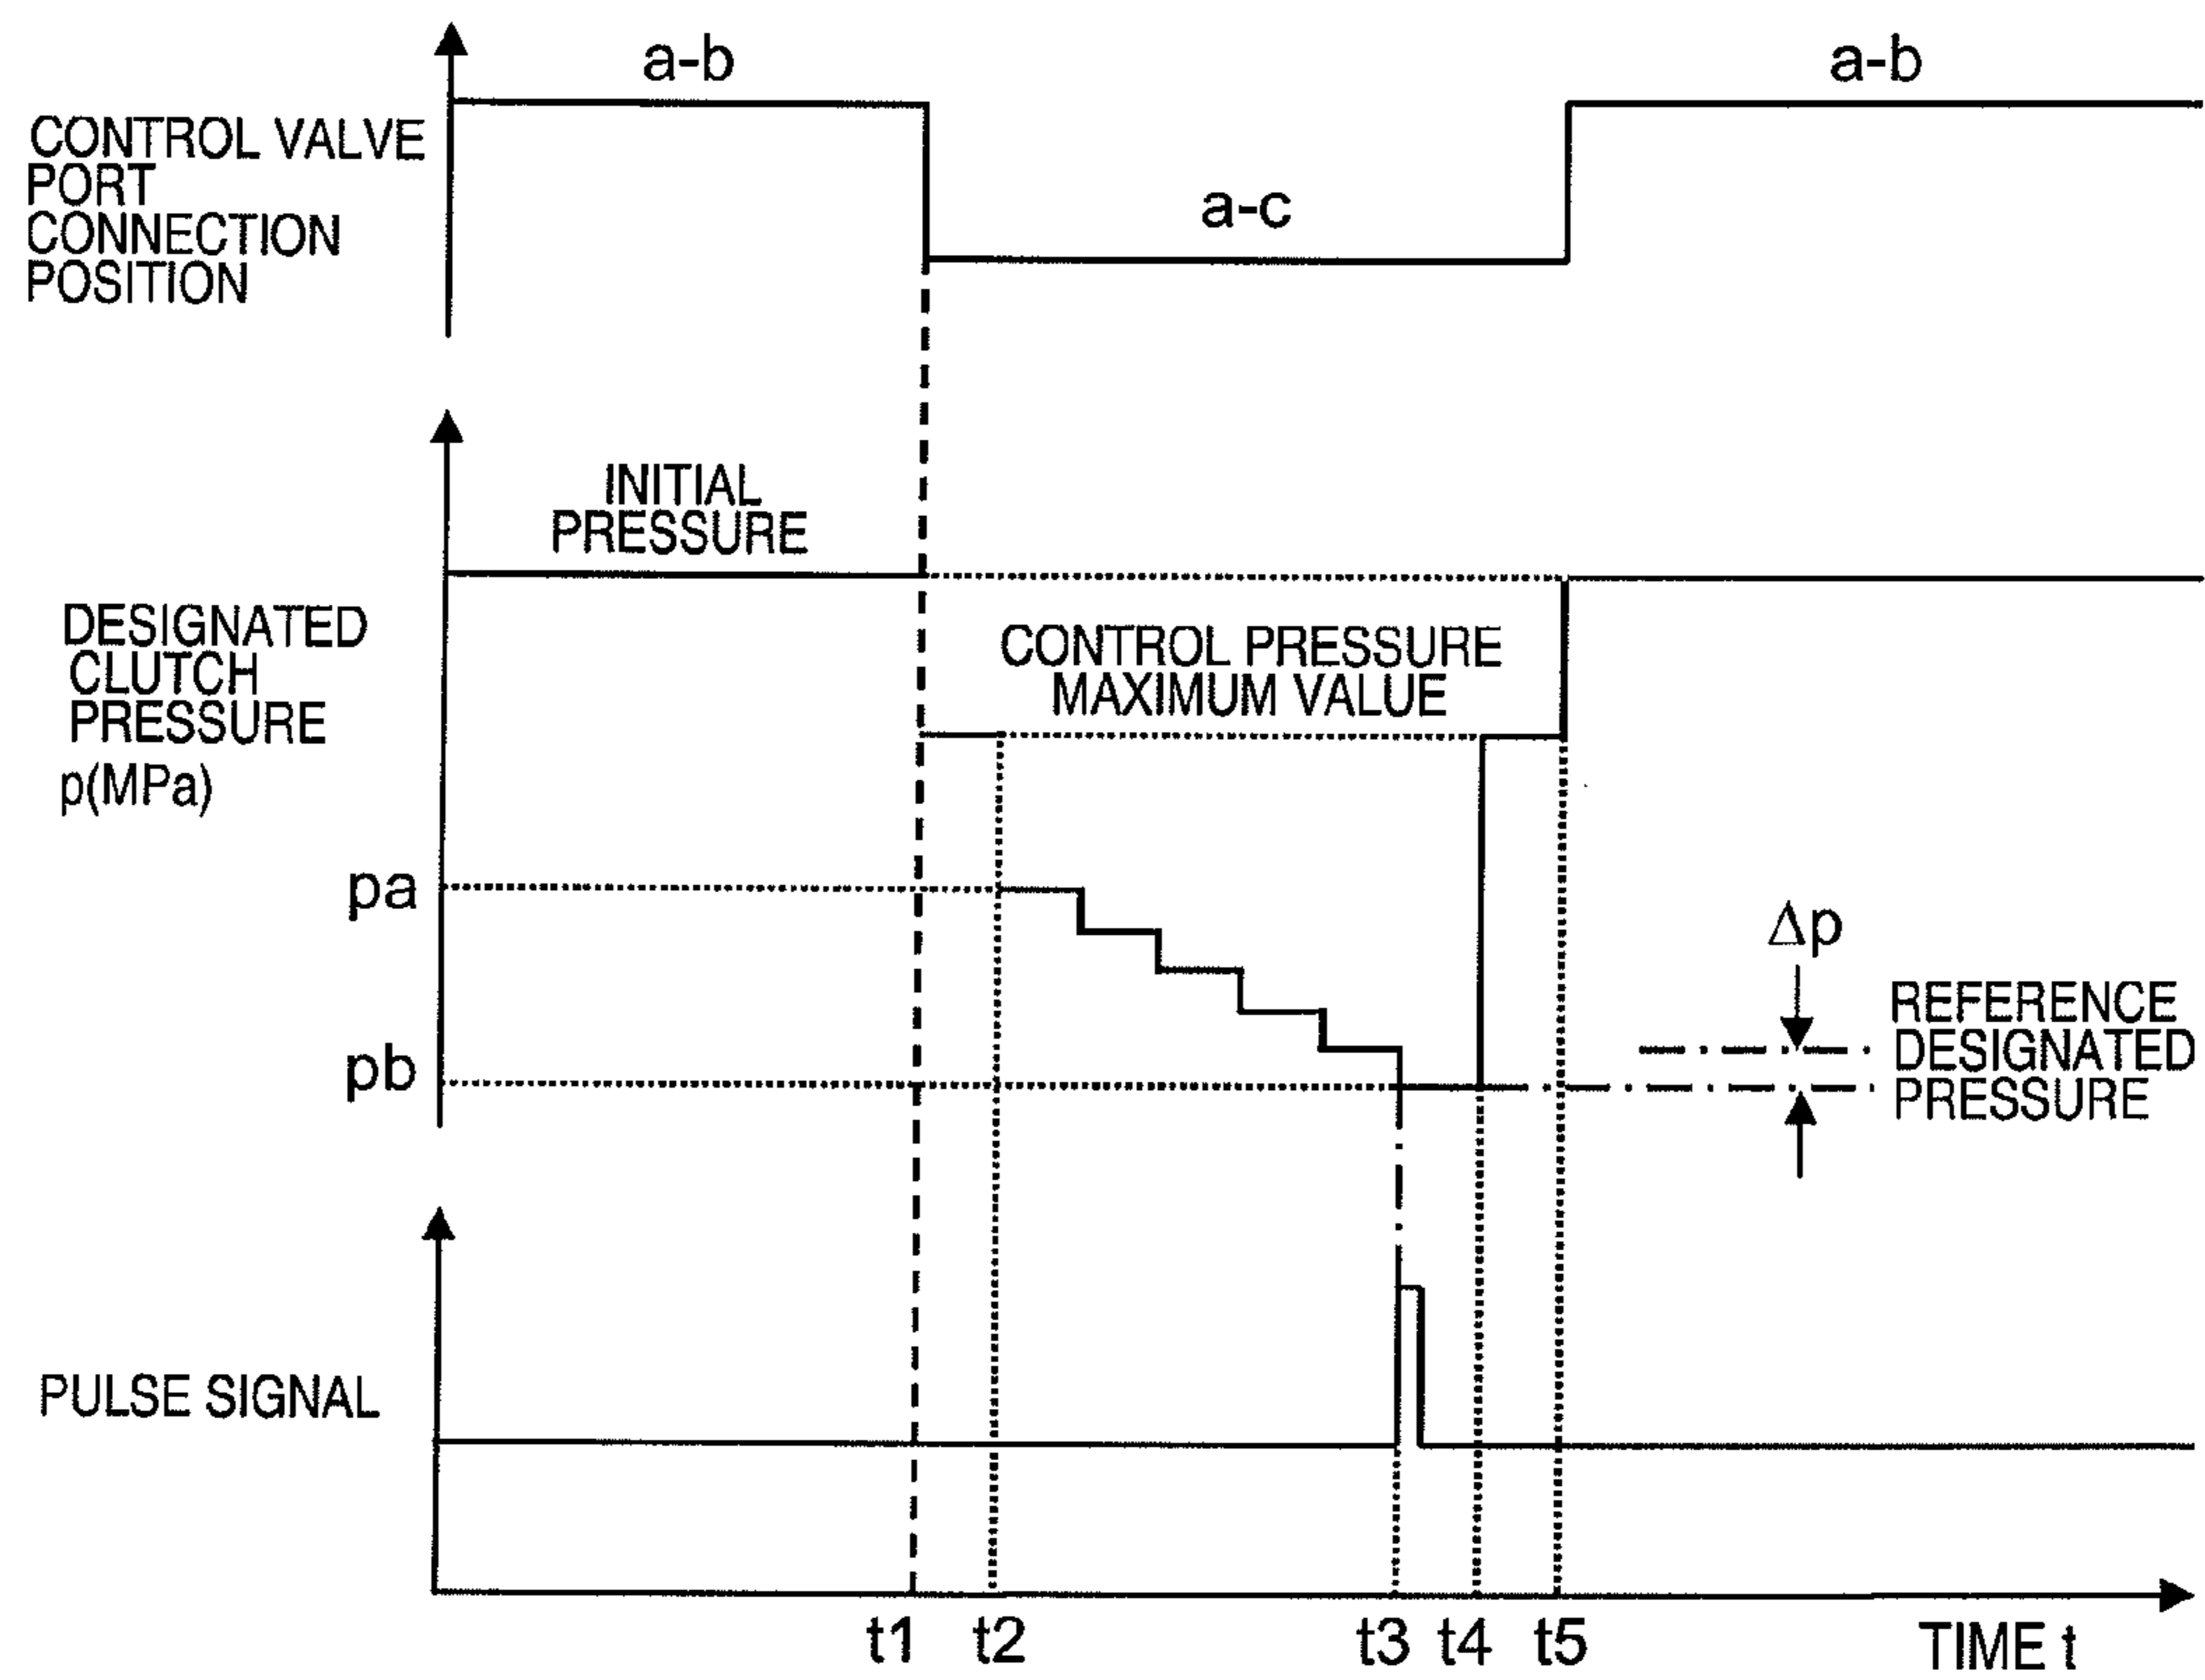 a-b
a-b
CONTROL VALVE
PORT
CONNECTION
POSITION
a-c
INITIAL
PRESSURE
DESIGNATED
CLUTCH
PRESSURE
p(MPa)
CONTROL PRESSURE
MAXIMUM VALUE
pa
pb
Δp
REFERENCE
DESIGNATED
PRESSURE
PULSE SIGNAL
t1 t2 t3 t4 t5 TIME t